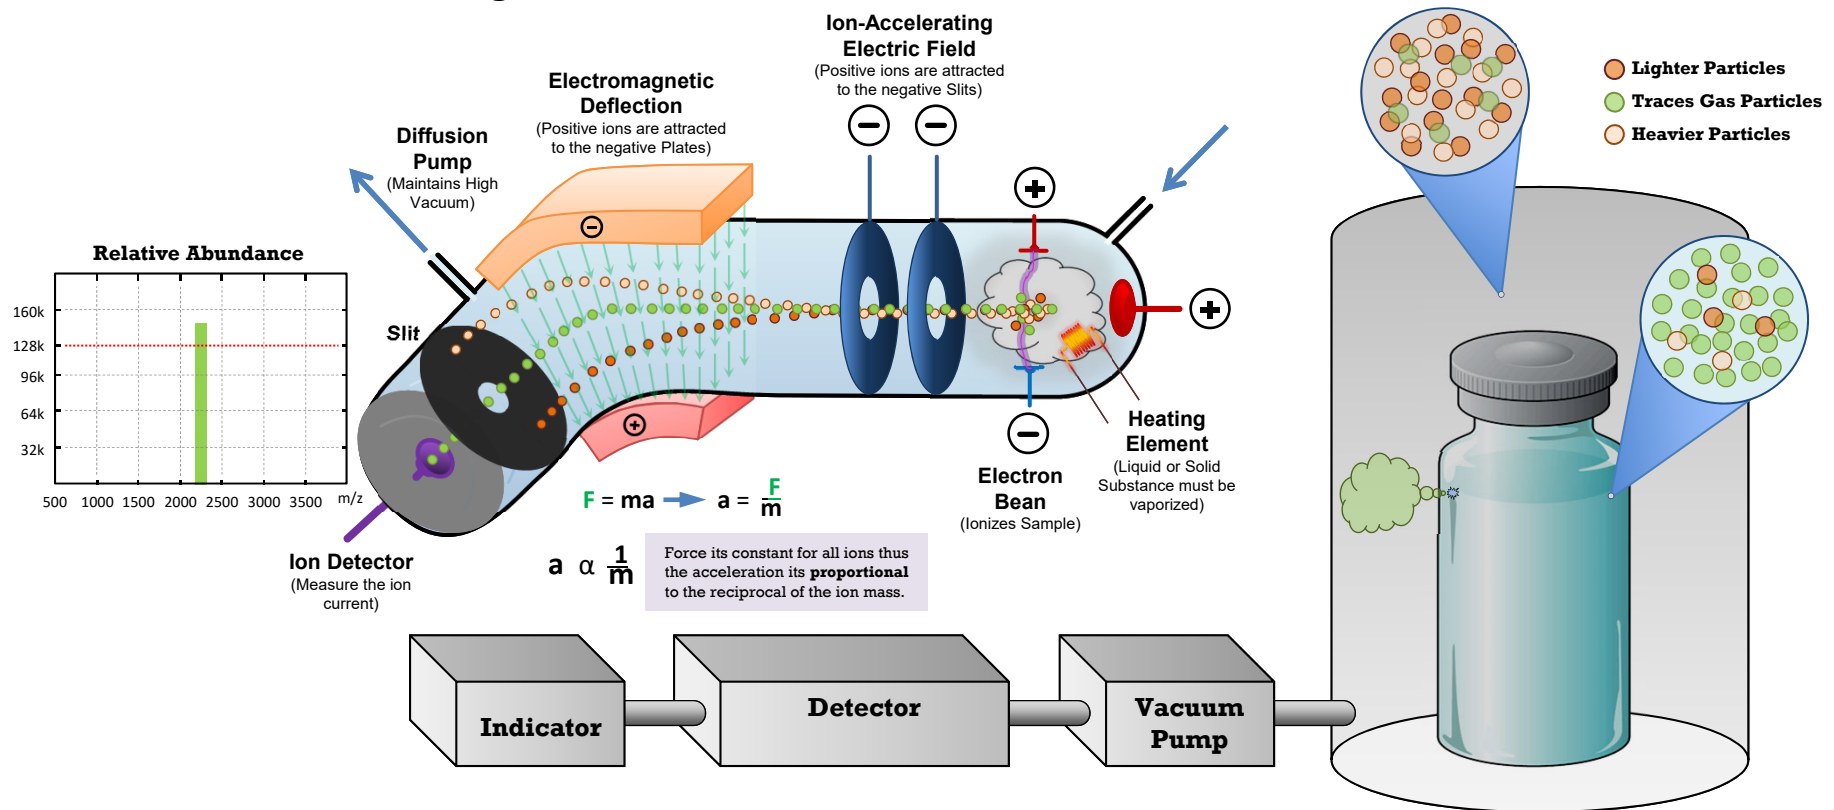 Ion-Accelerating
Electric Field
(Positive ions are attracted
to the negative Slits)
Electromagnetic
Deflection
(Positive ions are attracted
to the negative Plates)
Diffusion
Pump
(Maintains High
Vacuum)
Lighter Particles
Traces Gas Particles
Heavier Particles
Relative Abundance
160k
128k
96k
64k
32k
500 1000 1500 2000 2500 3000 3500 m/z
Slit
−
−
+
−
+
+
−
Heating
Element
(Liquid or Solid
Substance must be
vaporized)
Electron
Bean
(Ionizes Sample)
F = ma a = F/m
a α 1/m
Force its constant for all ions thus
the acceleration its proportional
to the reciprocal of the ion mass.
Ion Detector
(Measure the ion
current)
Indicator
Detector
Vacuum
Pump